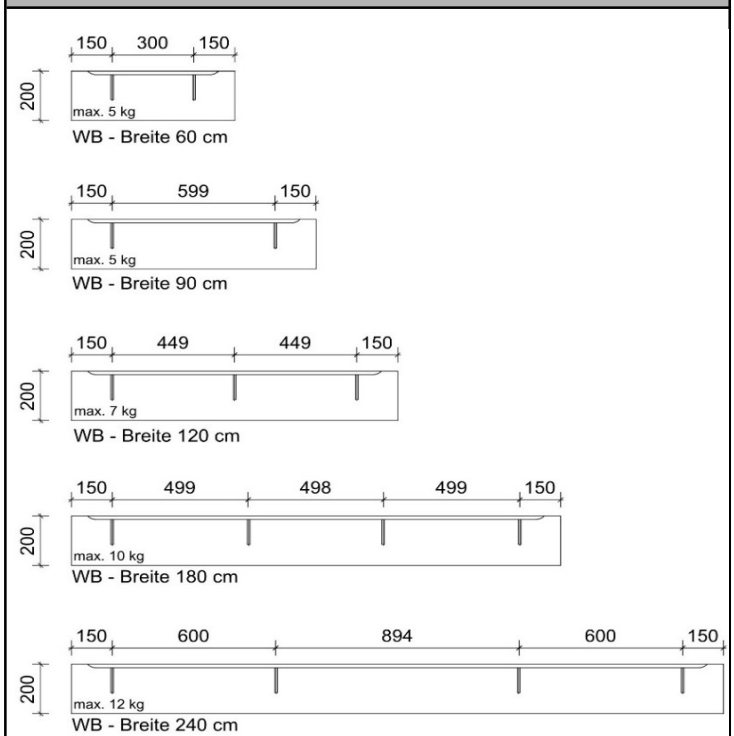 150 300 150
200
max. 5 kg
WB - Breite 60 cm
150 599 150
200
max. 5 kg
WB - Breite 90 cm
150 449 449 150
200
max. 7 kg
WB - Breite 120 cm
150 499 498 499 150
200
max. 10 kg
WB - Breite 180 cm
150 600 894 600 150
200
max. 12 kg
WB - Breite 240 cm